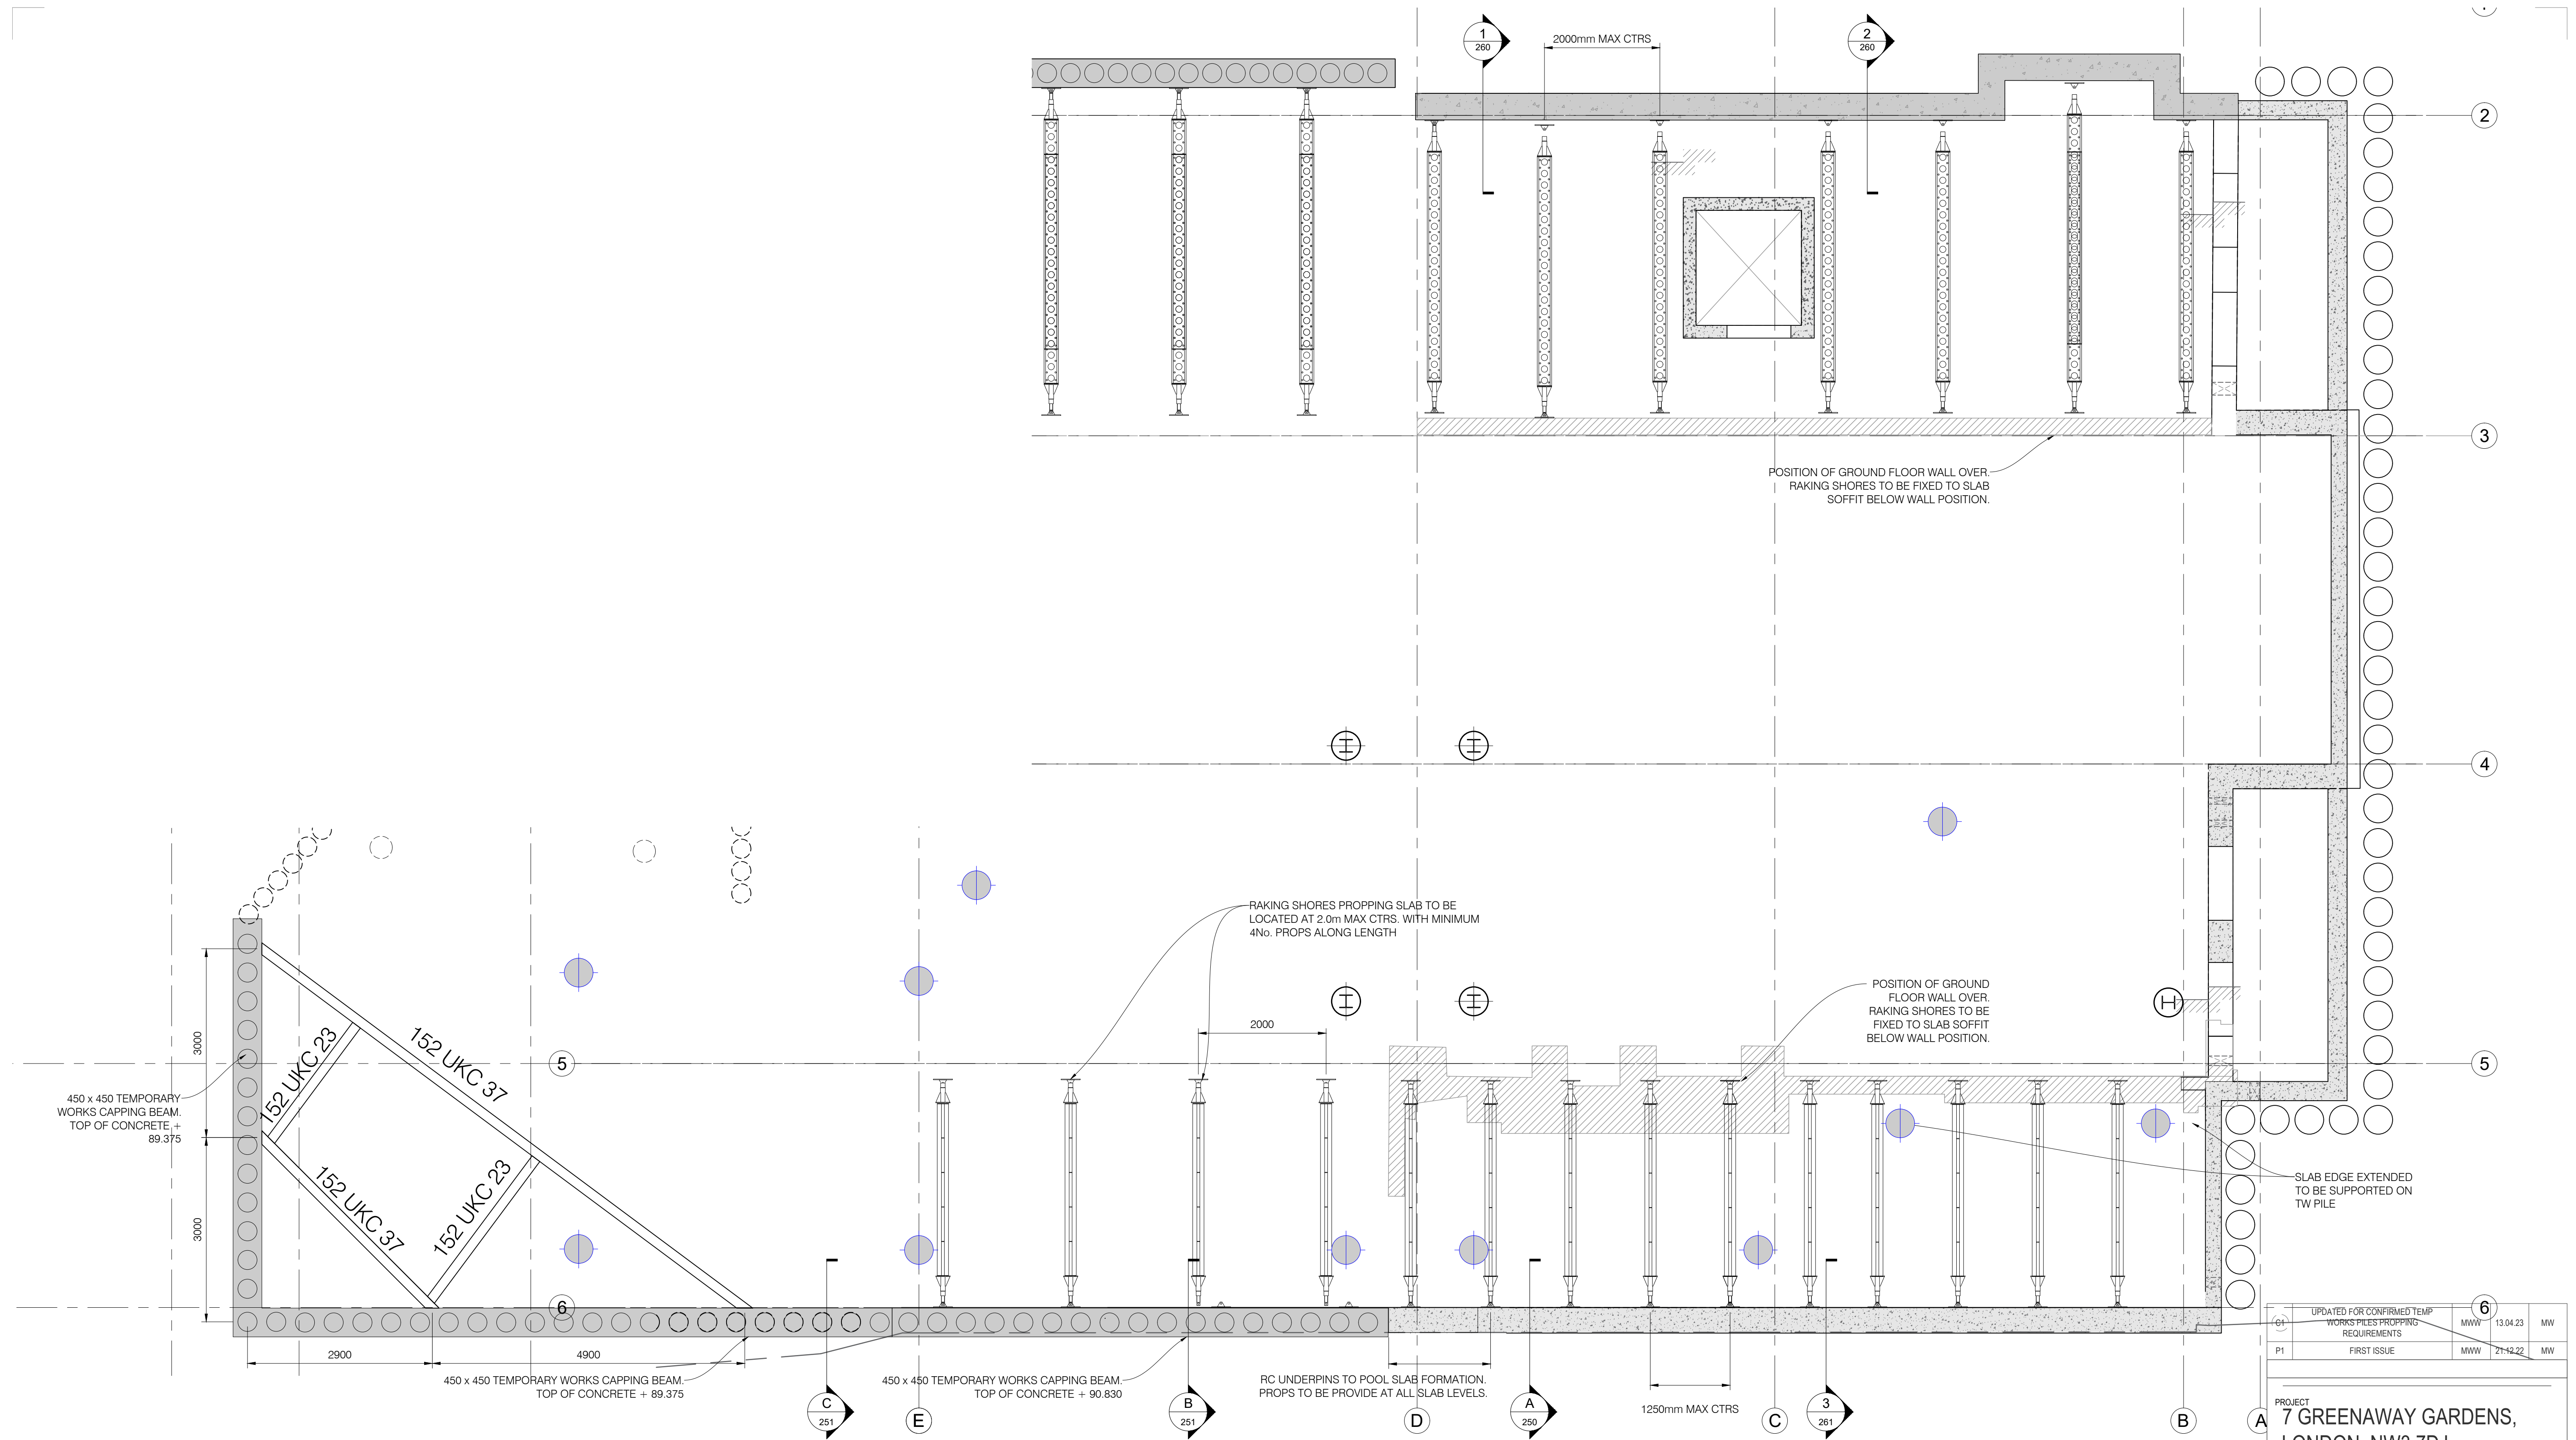 1
260
2000mm MAX CTRS
2
260
2
3
POSITION OF GROUND FLOOR WALL OVER.
RAKING SHORES TO BE FIXED TO SLAB
SOFFIT BELOW WALL POSITION.
4
RAKING SHORES PROPPING SLAB TO BE
LOCATED AT 2.0m MAX CTRS. WITH MINIMUM
4No. PROPS ALONG LENGTH
POSITION OF GROUND
FLOOR WALL OVER.
RAKING SHORES TO BE
FIXED TO SLAB SOFFIT
BELOW WALL POSITION.
2000
3000
152 UKC 23
152 UKC 37
5
5
450 x 450 TEMPORARY
WORKS CAPPING BEAM.
TOP OF CONCRETE +
89.375
152 UKC 37
152 UKC 23
3000
SLAB EDGE EXTENDED
TO BE SUPPORTED ON
TW PILE
6
6
2900
4900
450 x 450 TEMPORARY WORKS CAPPING BEAM.
TOP OF CONCRETE + 89.375
450 x 450 TEMPORARY WORKS CAPPING BEAM.
TOP OF CONCRETE + 90.830
RC UNDERPINS TO POOL SLAB FORMATION.
PROPS TO BE PROVIDE AT ALL SLAB LEVELS.
1250mm MAX CTRS
C
251
E
B
251
D
A
250
C
3
261
B
A
C1
UPDATED FOR CONFIRMED TEMP
WORKS PILES PROPPING
REQUIREMENTS
MWW
13.04.23
MW
P1
FIRST ISSUE
MWW
21.12.22
MW
PROJECT
7 GREENAWAY GARDENS,
LONDON, NW3 7DJ